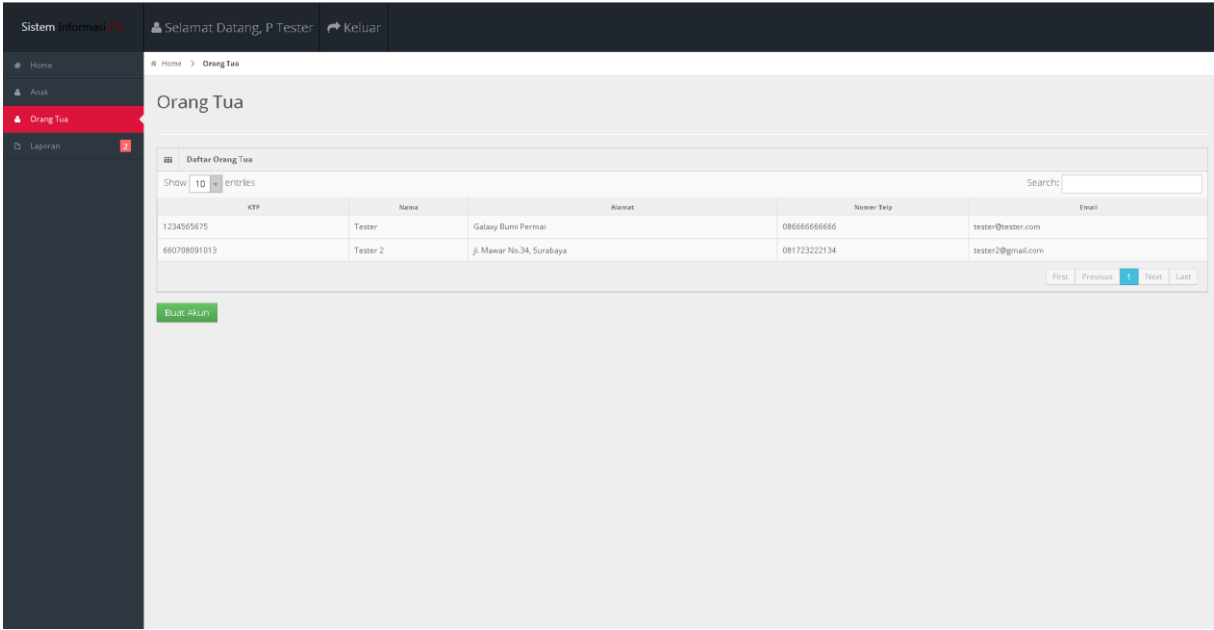 Sistem Informasi PA
Selamat Datang, P Tester Keluar
Home
Anak
Orang Tua
Laporan 2
Home > Orang Tua
Orang Tua
Daftar Orang Tua
Show 10 entries Search:
KTP Nama Alamat Nomer Telp Email
1234565675 Tester Galaxy Bumi Permai 086666666666 tester@tester.com
660708091013 Tester 2 jl. Mawar No.34, Surabaya 081723222134 tester2@gmail.com
First Previous 1 Next Last
Buat Akun